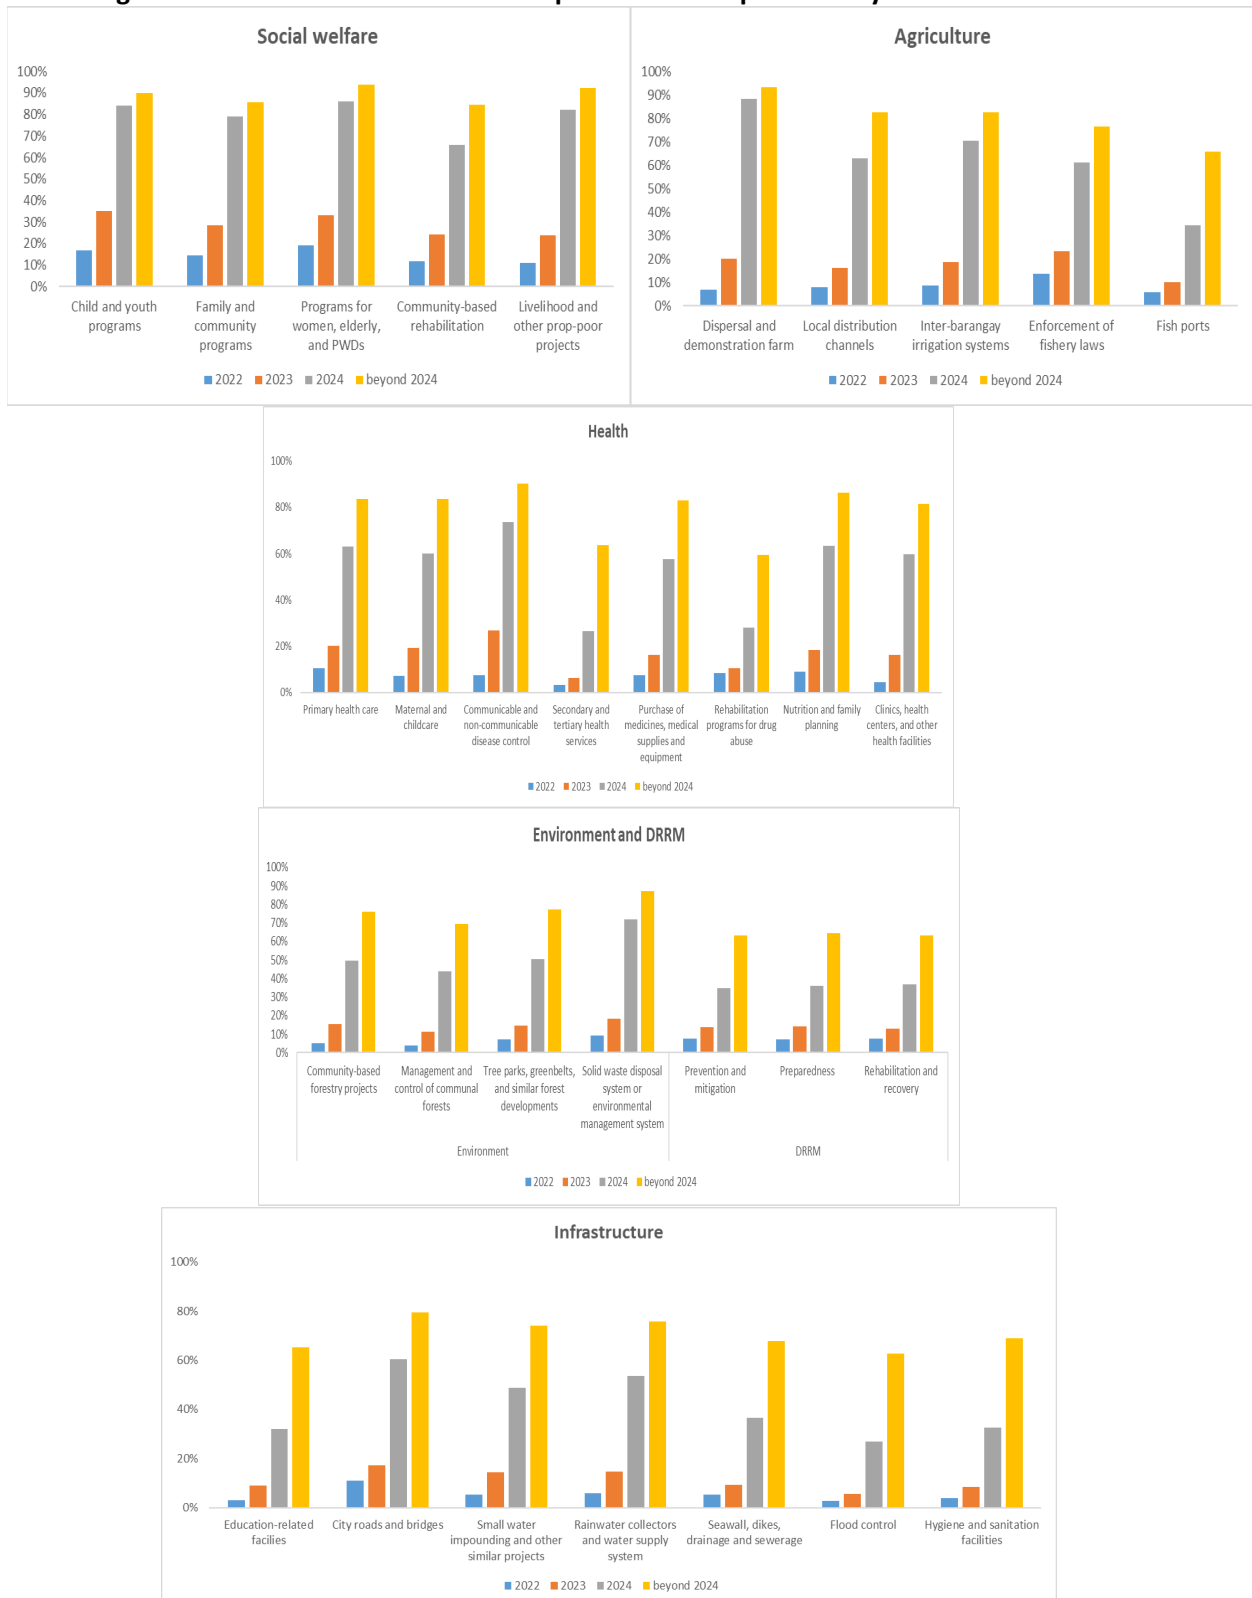 Social welfare
100%
90%
80%
70%
60%
50%
40%
30%
20%
10%
0%
Child and youth programs
Family and community programs
Programs for women, elderly, and PWDs
Community-based rehabilitation
Livelihood and other prop-poor projects
2022 2023 2024 beyond 2024
Agriculture
100%
90%
80%
70%
60%
50%
40%
30%
20%
10%
0%
Dispersal and demonstration farm
Local distribution channels
Inter-barangay irrigation systems
Enforcement of fishery laws
Fish ports
2022 2023 2024 beyond 2024
Health
100%
80%
60%
40%
20%
0%
Primary health care
Maternal and childcare
Communicable and non-communicable disease control
Secondary and tertiary health services
Purchase of medicines, medical supplies and equipment
Rehabilitation programs for drug abuse
Nutrition and family planning
Clinics, health centers, and other health facilities
2022 2023 2024 beyond 2024
Environment and DRRM
100%
90%
80%
70%
60%
50%
40%
30%
20%
10%
0%
Community-based forestry projects
Management and control of communal forests
Tree parks, greenbelts, and similar forest developments
Solid waste disposal system or environmental management system
Prevention and mitigation
Preparedness
Rehabilitation and recovery
Environment
DRRM
2022 2023 2024 beyond 2024
Infrastructure
100%
80%
60%
40%
20%
0%
Education-related facilies
City roads and bridges
Small water impounding and other similar projects
Rainwater collectors and water supply system
Seawall, dikes, drainage and sewerage
Flood control
Hygiene and sanitation facilities
2022 2023 2024 beyond 2024